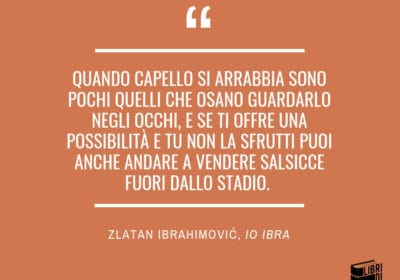 “
QUANDO CAPELLO SI ARRABBIA SONO
POCHI QUELLI CHE OSANO GUARDARLO
NEGLI OCCHI, E SE TI OFFRE UNA
POSSIBILITÀ E TU NON LA SFRUTTI PUOI
ANCHE ANDARE A VENDERE SALSICCE
FUORI DALLO STADIO.
ZLATAN IBRAHIMOVIĆ, IO IBRA
LIBRI
DI